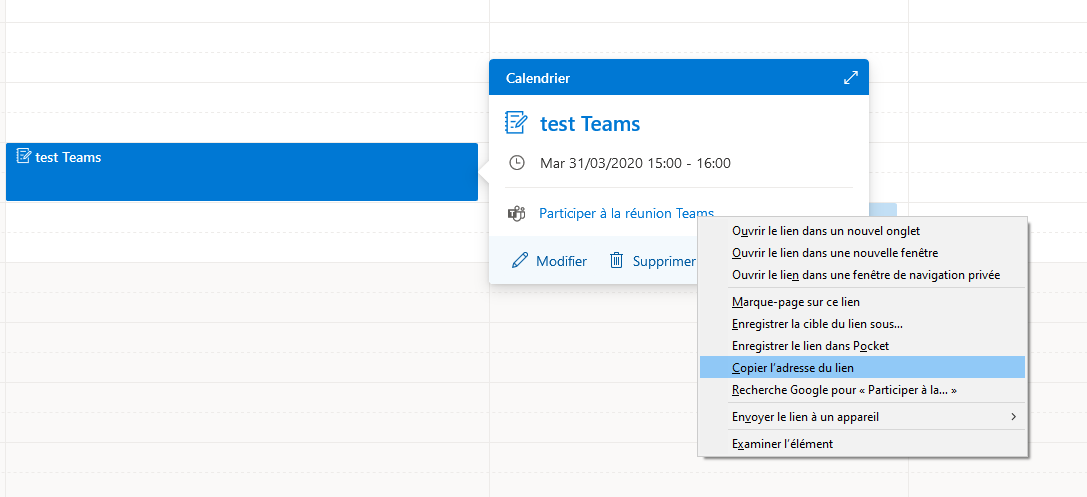 Calendrier
test Teams
test Teams
Mar 31/03/2020 15:00 - 16:00
Participer à la réunion Teams
Modifier
Supprimer
Ouvrir le lien dans un nouvel onglet
Ouvrir le lien dans une nouvelle fenêtre
Ouvrir le lien dans une fenêtre de navigation privée
Marque-page sur ce lien
Enregistrer la cible du lien sous...
Enregistrer le lien dans Pocket
Copier l'adresse du lien
Recherche Google pour « Participer à la... »
Envoyer le lien à un appareil
Examiner l'élément